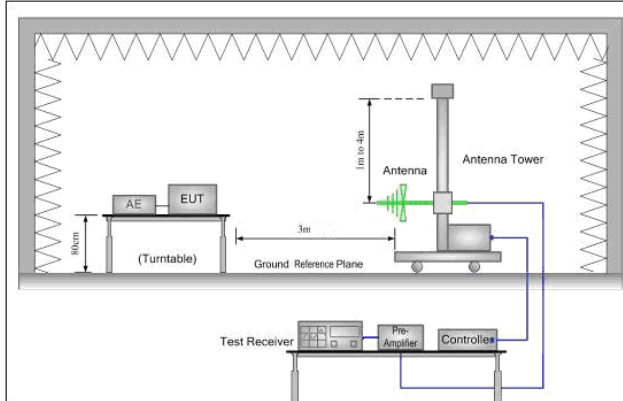 1m to 4m
Antenna
Antenna Tower
AE
EUT
80cm
3m
(Turntable)
Ground Reference Plane
Test Receiver
Pre-
Amplifier
Controller